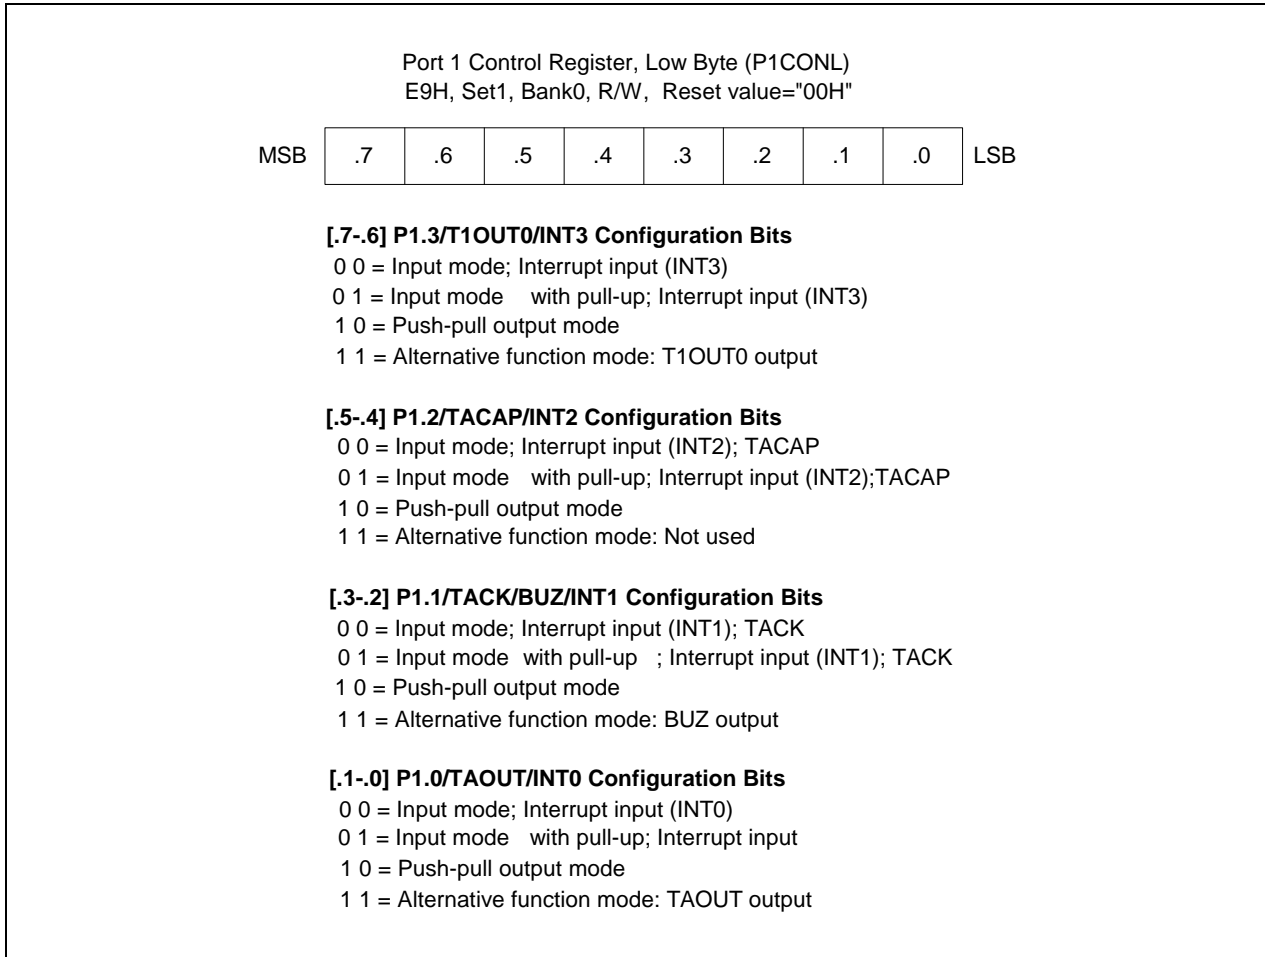 Port 1 Control Register, Low Byte (P1CONL)
E9H, Set1, Bank0, R/W, Reset value="00H"
MSB .7 .6 .5 .4 .3 .2 .1 .0 LSB
[.7-.6] P1.3/T1OUT0/INT3 Configuration Bits
0 0 = Input mode; Interrupt input (INT3)
0 1 = Input mode with pull-up; Interrupt input (INT3)
1 0 = Push-pull output mode
1 1 = Alternative function mode: T1OUT0 output
[.5-.4] P1.2/TACAP/INT2 Configuration Bits
0 0 = Input mode; Interrupt input (INT2); TACAP
0 1 = Input mode with pull-up; Interrupt input (INT2);TACAP
1 0 = Push-pull output mode
1 1 = Alternative function mode: Not used
[.3-.2] P1.1/TACK/BUZ/INT1 Configuration Bits
0 0 = Input mode; Interrupt input (INT1); TACK
0 1 = Input mode with pull-up ; Interrupt input (INT1); TACK
1 0 = Push-pull output mode
1 1 = Alternative function mode: BUZ output
[.1-.0] P1.0/TAOUT/INT0 Configuration Bits
0 0 = Input mode; Interrupt input (INT0)
0 1 = Input mode with pull-up; Interrupt input
1 0 = Push-pull output mode
1 1 = Alternative function mode: TAOUT output